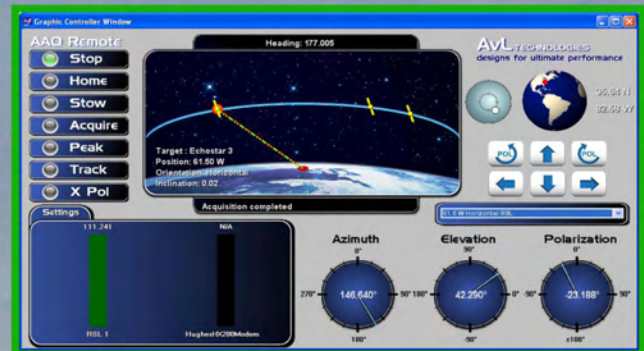 Graphic Controller Window
AAQ Remote
Stop
Home
Stow
Acquire
Peak
Track
X Pol
Heading: 177.005
Target : Echostar 3
Position: 61.50 W
Orientation: Horizontal
Inclination: 0.02
Acquisition completed
AvL TECHNOLOGIES
designs for ultimate performance
35.64 N
82.58 W
POL
POL
61.5 W Horizontal RSL
Settings
111.241
N/A
RSL 1
HughesHX200Modem
Azimuth
0°
270°
90°
180°
146.640°
Elevation
90°
180°
0°
-90°
42.290°
Polarization
0°
-90°
90°
±180°
-23.188°